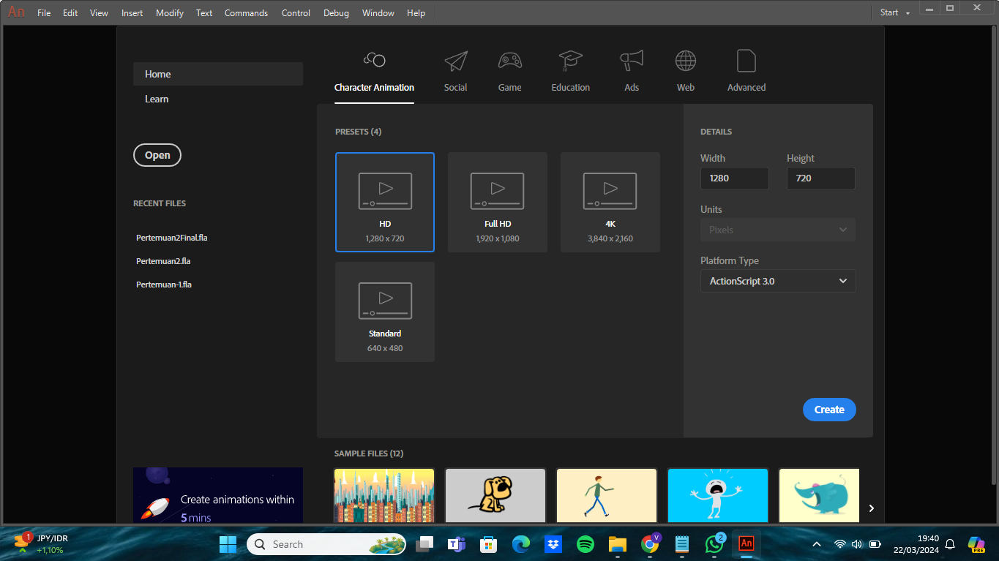 An File Edit View Insert Modify Text Commands Control Debug Window Help Start
Home
Learn
Open
RECENT FILES
Pertemuan2Final.fla
Pertemuan2.fla
Pertemuan-1.fla
Create animations within
5 mins
Character Animation Social Game Education Ads Web Advanced
PRESETS (4)
HD
1,280 x 720
Full HD
1,920 x 1,080
4K
3,840 x 2,160
Standard
640 x 480
DETAILS
Width Height
1280 720
Units
Pixels
Platform Type
ActionScript 3.0
Create
SAMPLE FILES (12)
1 JPY/IDR
+1,10%
Search
V
2
An
19:40
22/03/2024
PRE